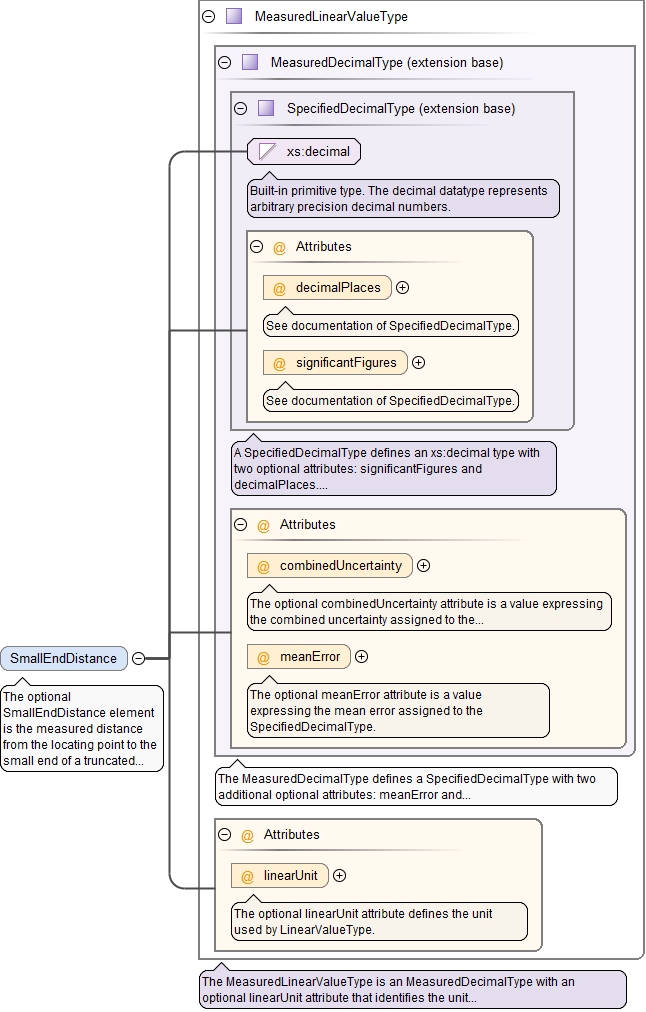 MeasuredLinearValueType
MeasuredDecimalType (extension base)
SpecifiedDecimalType (extension base)
xs:decimal
Built-in primitive type. The decimal datatype represents
arbitrary precision decimal numbers.
@ Attributes
@ decimalPlaces
See documentation of SpecifiedDecimalType.
@ significantFigures
See documentation of SpecifiedDecimalType.
A SpecifiedDecimalType defines an xs:decimal type with
two optional attributes: significantFigures and
decimalPlaces....
@ Attributes
@ combinedUncertainty
The optional combinedUncertainty attribute is a value expressing
the combined uncertainty assigned to the...
@ meanError
The optional meanError attribute is a value
expressing the mean error assigned to the
SpecifiedDecimalType.
SmallEndDistance
The optional
SmallEndDistance element
is the measured distance
from the locating point to the
small end of a truncated...
The MeasuredDecimalType defines a SpecifiedDecimalType with two
additional optional attributes: meanError and...
@ Attributes
@ linearUnit
The optional linearUnit attribute defines the unit
used by LinearValueType.
The MeasuredLinearValueType is an MeasuredDecimalType with an
optional linearUnit attribute that identifies the unit...